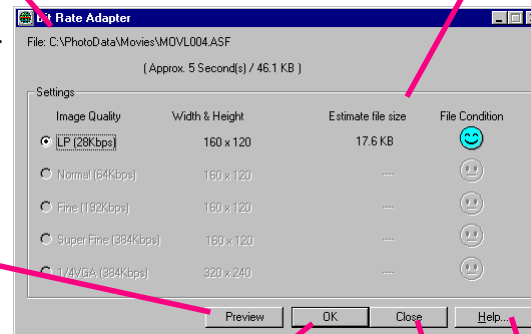 Bit Rate Adapter
File: C:\PhotoData\Movies\MOVL004.ASF
( Approx. 5 Second(s) / 46.1 KB )
Settings
Image Quality Width & Height Estimate file size File Condition
LP (28Kbps) 160 x 120 17.6 KB
Normal (64Kbps) 160 x 120 ----
Fine (192Kbps) 160 x 120 ----
Super Fine (384Kbps) 160 x 120 ----
1/4VGA (384Kbps) 320 x 240 ----
Preview OK Close Help...